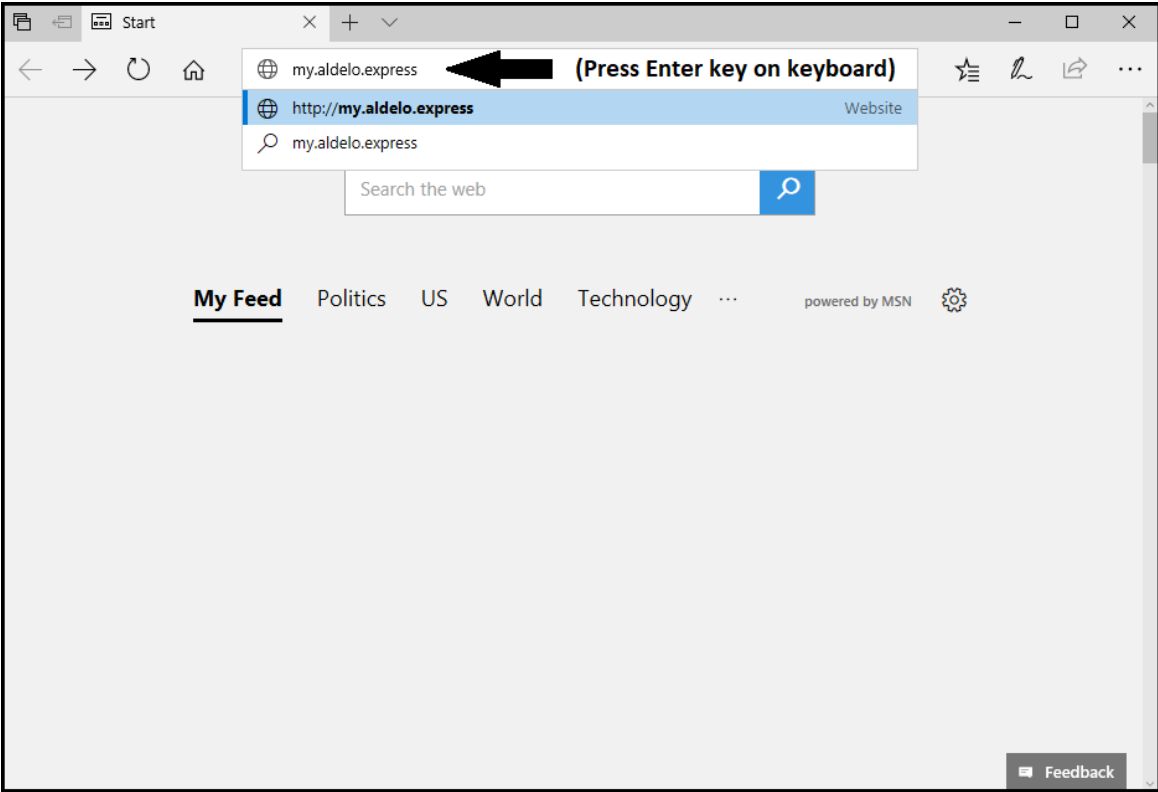 Start
my.aldelo.express (Press Enter key on keyboard)
http://my.aldelo.express Website
my.aldelo.express
Search the web
My Feed Politics US World Technology ··· powered by MSN
Feedback